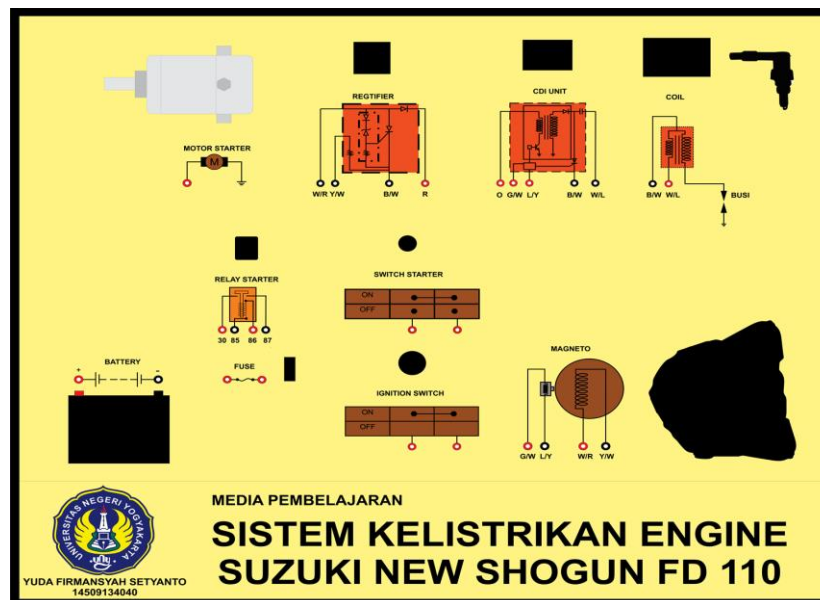 REGTIFIER
CDI UNIT
COIL
MOTOR STARTER
M
W/R Y/W B/W R
O G/W L/Y B/W W/L
B/W W/L
BUSI
RELAY STARTER
30 85 86 87
SWITCH STARTER
ON
OFF
BATTERY
+ -
FUSE
IGNITION SWITCH
ON
OFF
MAGNETO
G/W L/Y W/R Y/W
UNIVERSITAS NEGERI YOGYAKARTA
YUDA FIRMANSYAH SETYANTO
14509134040
MEDIA PEMBELAJARAN
SISTEM KELISTRIKAN ENGINE
SUZUKI NEW SHOGUN FD 110